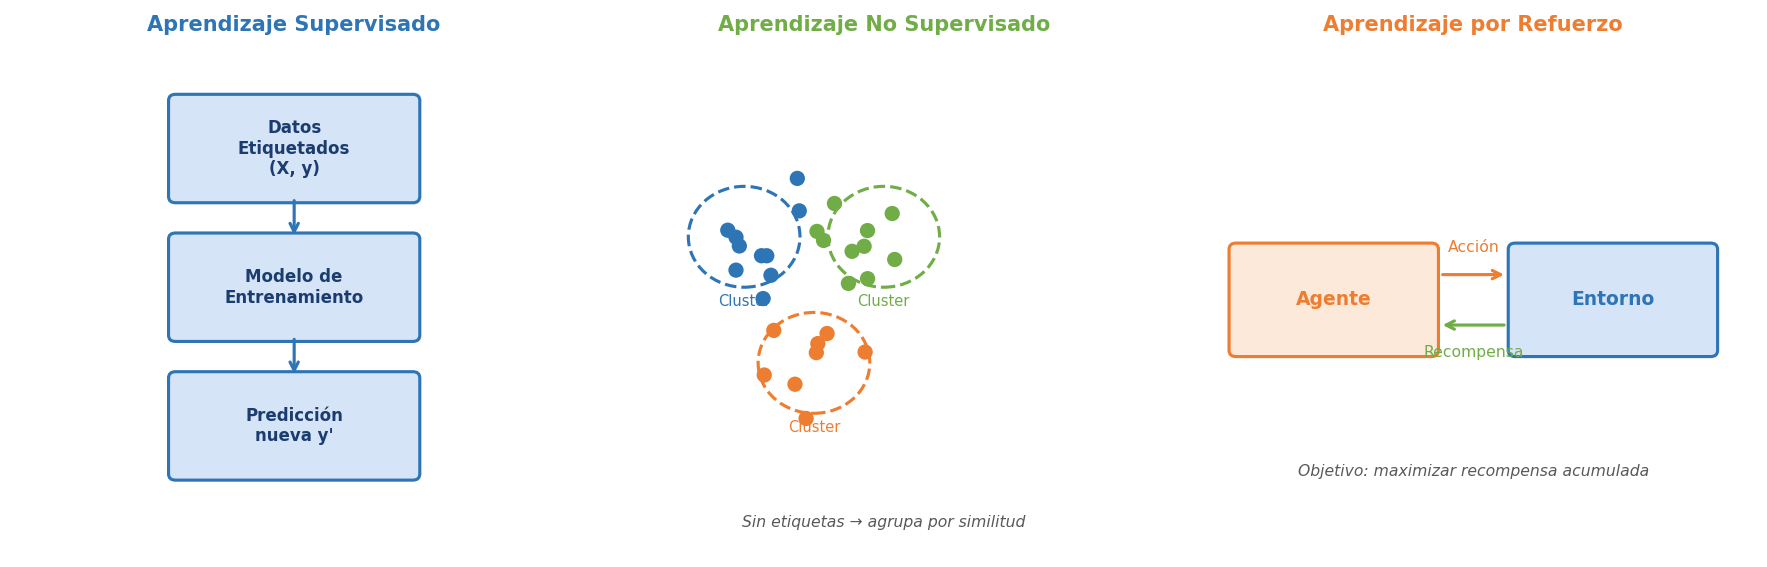 Aprendizaje Supervisado
Datos
Etiquetados
(X, y)
Modelo de
Entrenamiento
Predicción
nueva y'
Aprendizaje No Supervisado
Cluster
Cluster
Cluster
Sin etiquetas → agrupa por similitud
Aprendizaje por Refuerzo
Agente
Acción
Recompensa
Entorno
Objetivo: maximizar recompensa acumulada